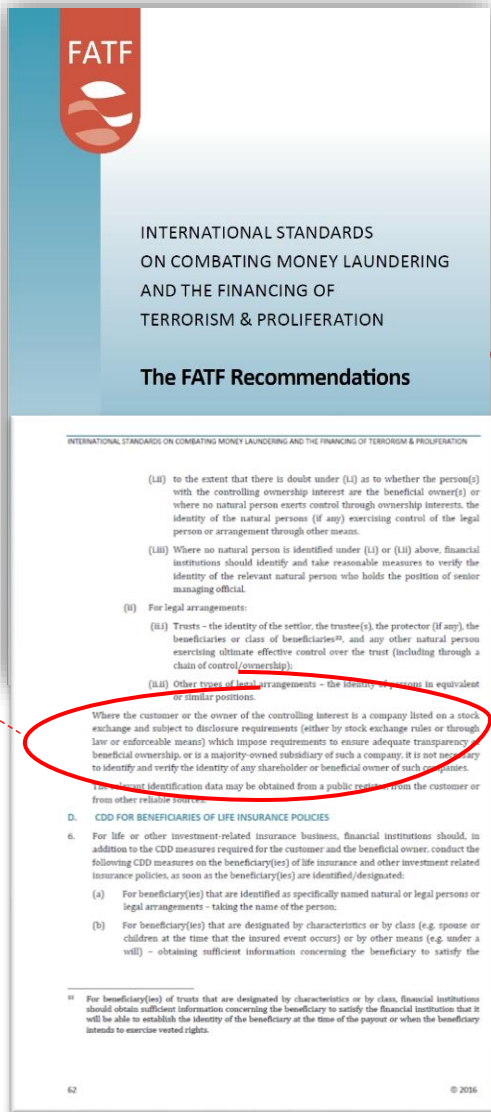 FATF
INTERNATIONAL STANDARDS
ON COMBATING MONEY LAUNDERING
AND THE FINANCING OF
TERRORISM & PROLIFERATION
The FATF Recommendations
INTERNATIONAL STANDARDS ON COMBATING MONEY LAUNDERING AND THE FINANCING OF TERRORISM & PROLIFERATION
(i.ii) to the extent that there is doubt under (i.i) as to whether the person(s)
with the controlling ownership interest are the beneficial owner(s) or
where no natural person exerts control through ownership interests, the
identity of the natural persons (if any) exercising control of the legal
person or arrangement through other means.
(i.iii) Where no natural person is identified under (i.i) or (i.ii) above, financial
institutions should identify and take reasonable measures to verify the
identity of the relevant natural person who holds the position of senior
managing official.
(ii) For legal arrangements:
(ii.i) Trusts – the identity of the settlor, the trustee(s), the protector (if any), the
beneficiaries or class of beneficiaries³³, and any other natural person
exercising ultimate effective control over the trust (including through a
chain of control/ownership);
(ii.ii) Other types of legal arrangements – the identity of persons in equivalent
or similar positions.
Where the customer or the owner of the controlling interest is a company listed on a stock
exchange and subject to disclosure requirements (either by stock exchange rules or through
law or enforceable means) which impose requirements to ensure adequate transparency of
beneficial ownership, or is a majority-owned subsidiary of such a company, it is not necessary
to identify and verify the identity of any shareholder or beneficial owner of such companies.
The relevant identification data may be obtained from a public register, from the customer or
from other reliable sources.
D. CDD FOR BENEFICIARIES OF LIFE INSURANCE POLICIES
6. For life or other investment-related insurance business, financial institutions should, in
addition to the CDD measures required for the customer and the beneficial owner, conduct the
following CDD measures on the beneficiary(ies) of life insurance and other investment related
insurance policies, as soon as the beneficiary(ies) are identified/designated:
(a) For beneficiary(ies) that are identified as specifically named natural or legal persons or
legal arrangements – taking the name of the person;
(b) For beneficiary(ies) that are designated by characteristics or by class (e.g. spouse or
children at the time that the insured event occurs) or by other means (e.g. under a
will) – obtaining sufficient information concerning the beneficiary to satisfy the
³³ For beneficiary(ies) of trusts that are designated by characteristics or by class, financial institutions
should obtain sufficient information concerning the beneficiary to satisfy the financial institution that it
will be able to establish the identity of the beneficiary at the time of the payout or when the beneficiary
intends to exercise vested rights.
62 © 2016